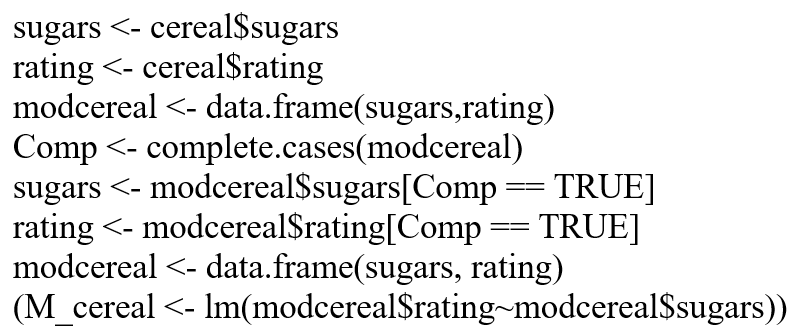 sugars <- cereal$sugars
rating <- cereal$rating
modcereal <- data.frame(sugars,rating)
Comp <- complete.cases(modcereal)
sugars <- modcereal$sugars[Comp == TRUE]
rating <- modcereal$rating[Comp == TRUE]
modcereal <- data.frame(sugars, rating)
(M_cereal <- lm(modcereal$rating~modcereal$sugars))